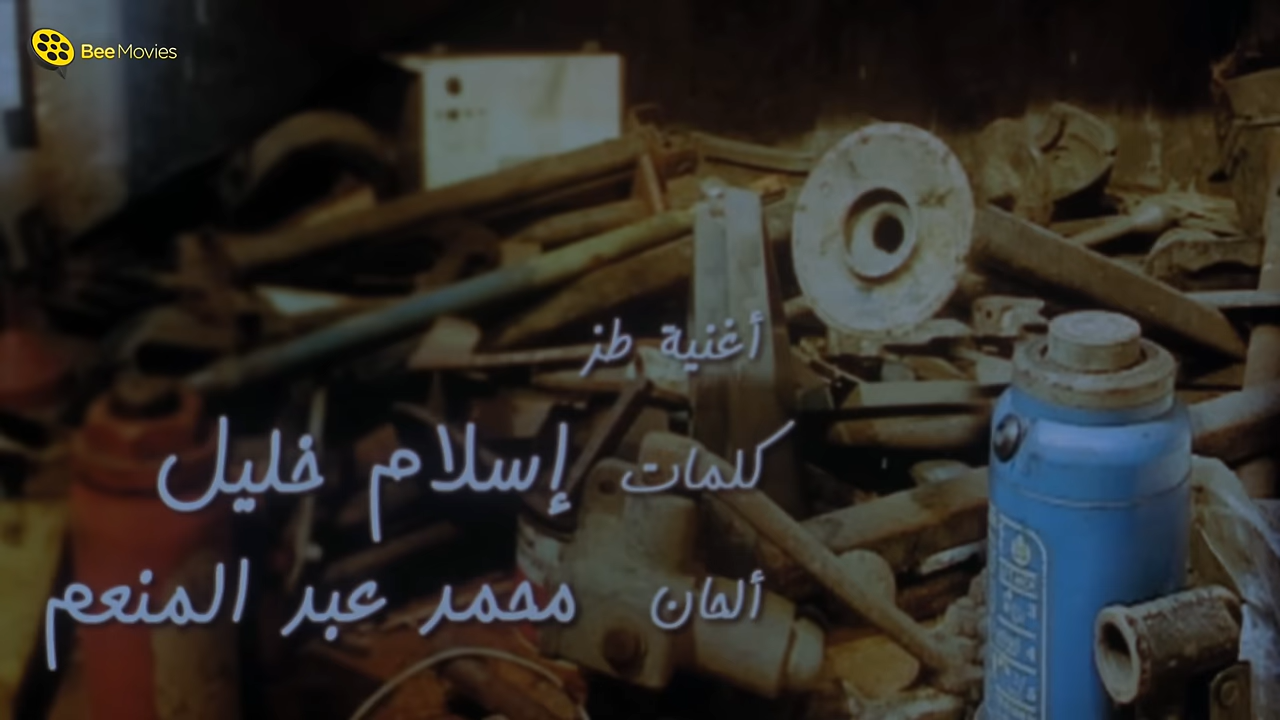 BeeMovies
أغنية طز
كلمات إسلام خليل
ألحان محمد عبد المنعم